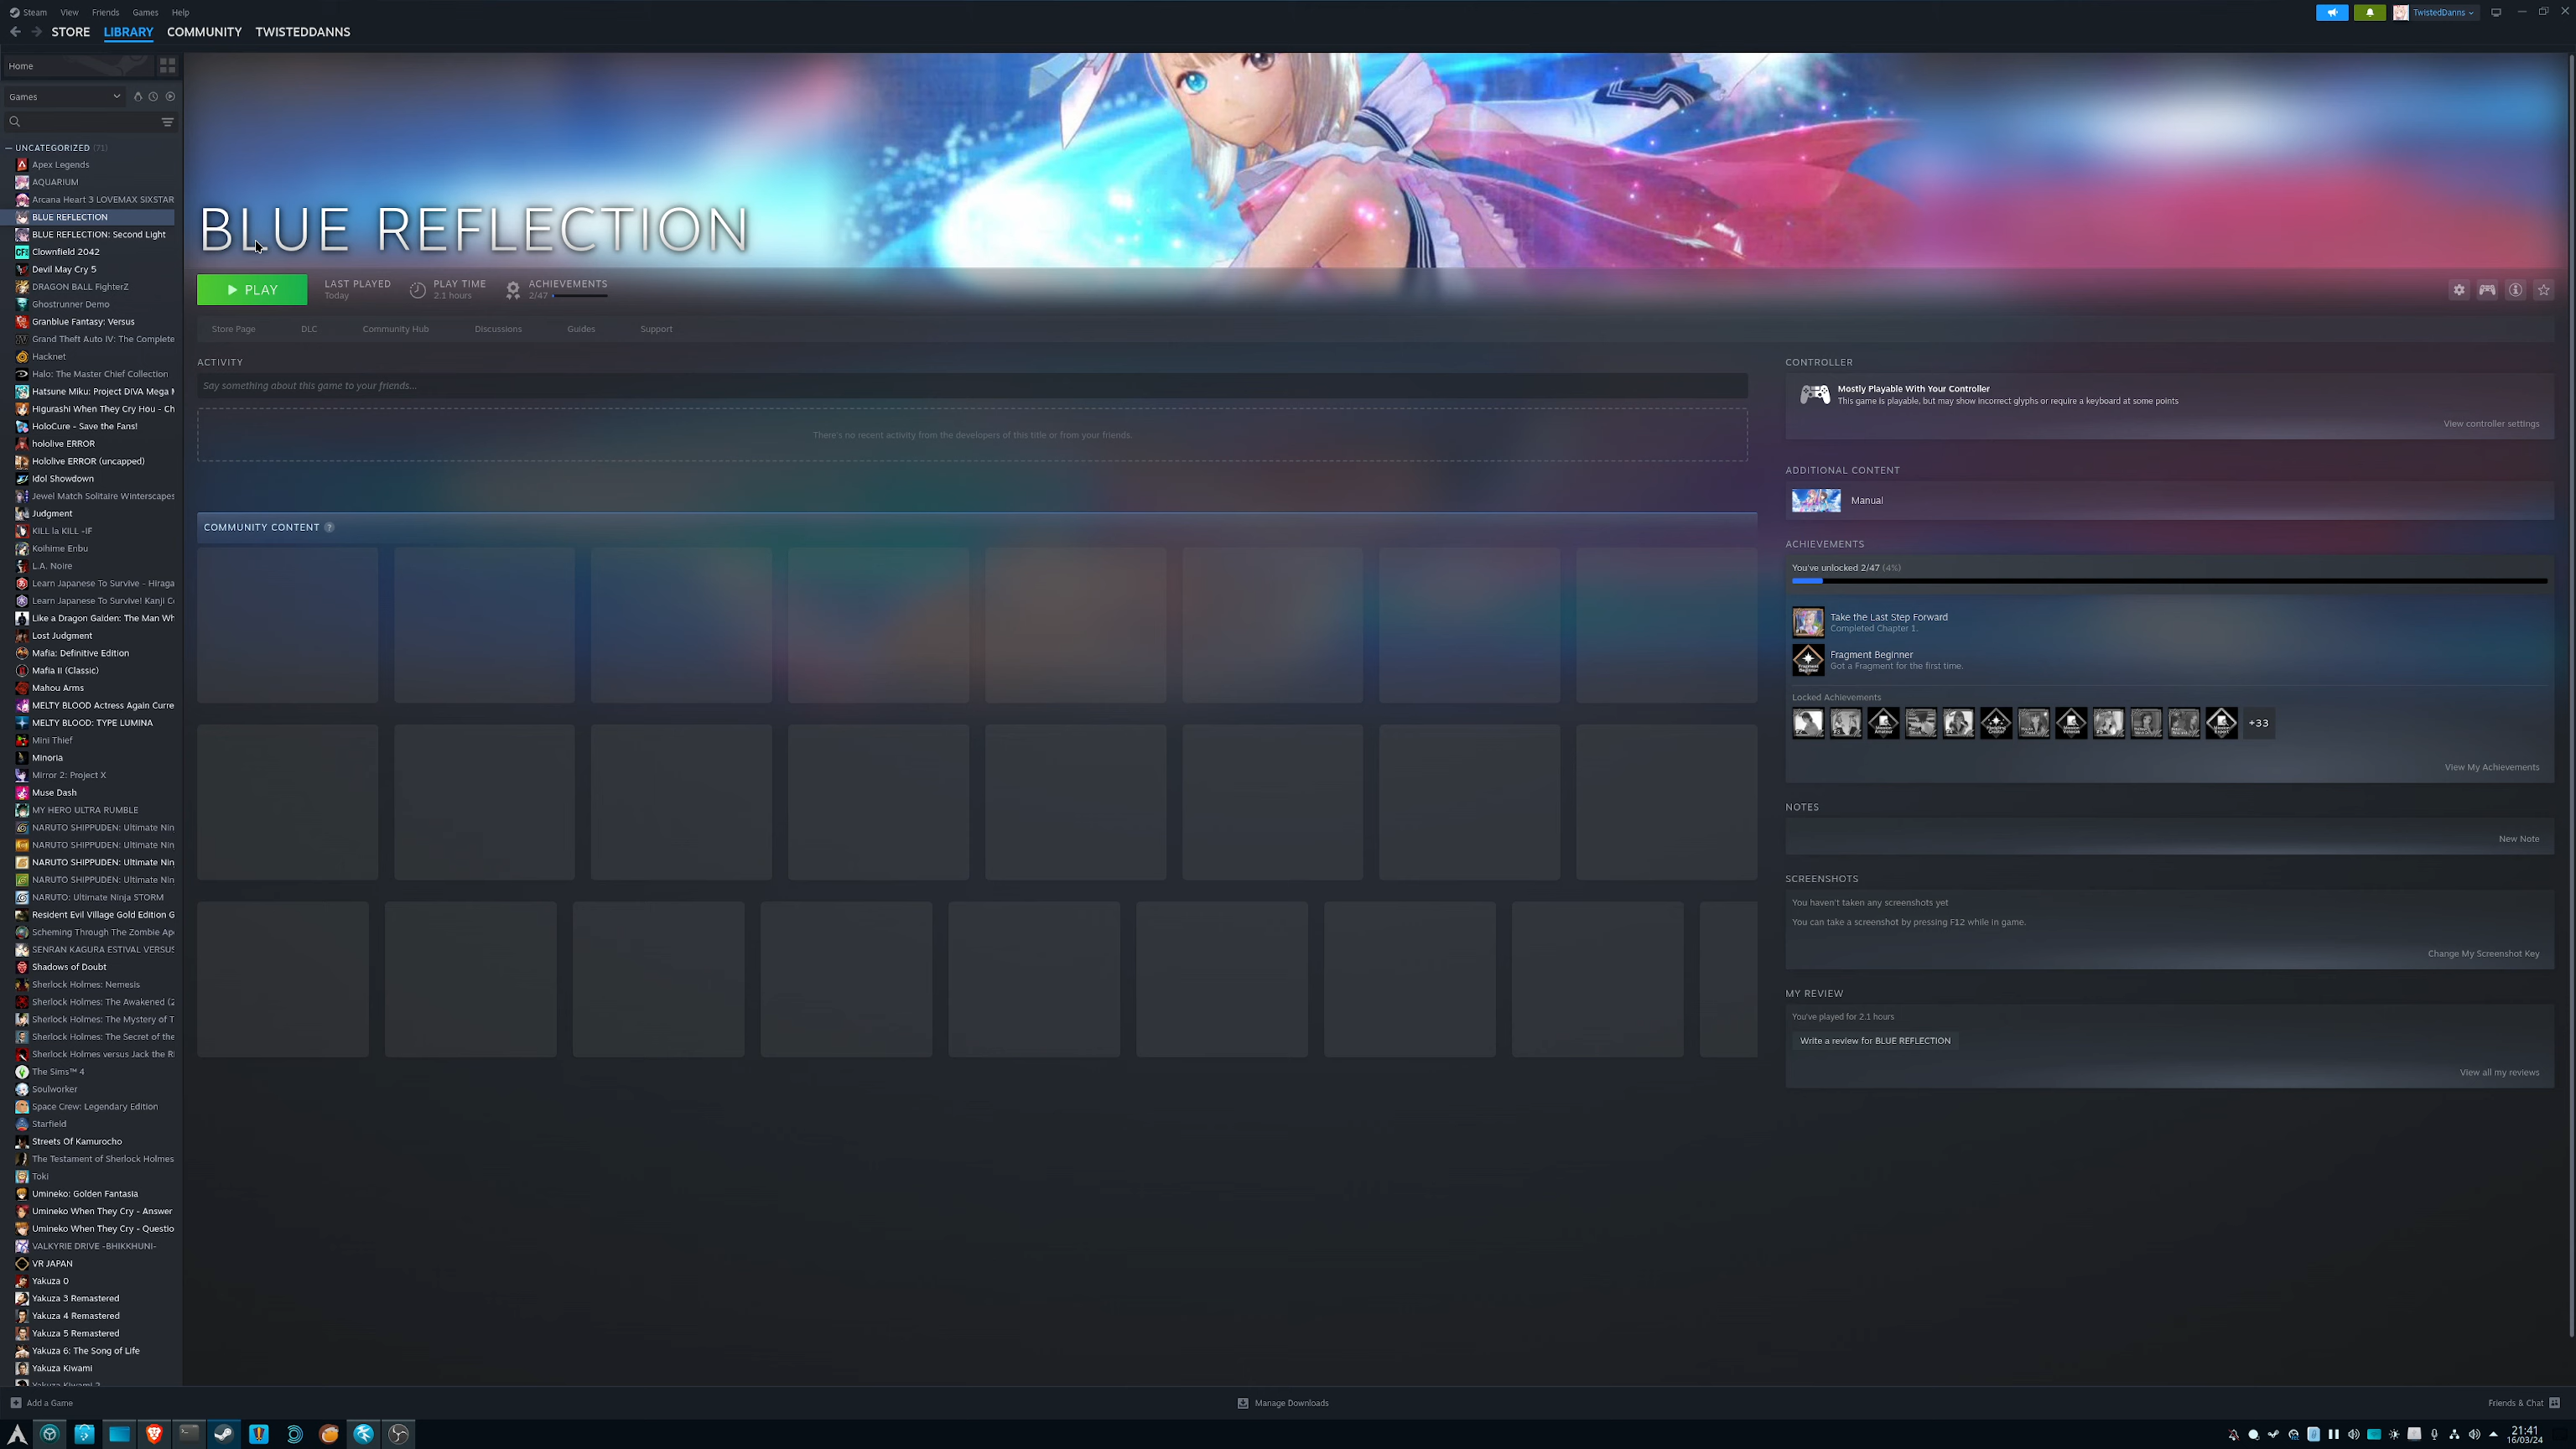 Steam View Friends Games Help
TwistedDanns
STORE LIBRARY COMMUNITY TWISTEDDANNS
Home
Games
UNCATEGORIZED (71)
Apex Legends
AQUARIUM
Arcana Heart 3 LOVEMAX SIXSTAR
BLUE REFLECTION
BLUE REFLECTION: Second Light
Clownfield 2042
Devil May Cry 5
DRAGON BALL FighterZ
Ghostrunner Demo
Granblue Fantasy: Versus
Grand Theft Auto IV: The Complete
Hacknet
Halo: The Master Chief Collection
Hatsune Miku: Project DIVA Mega
Higurashi When They Cry Hou - Ch
HoloCure - Save the Fans!
hololive ERROR
Hololive ERROR (uncapped)
Idol Showdown
Jewel Match Solitaire Winterscapes
Judgment
KILL la KILL -IF
Koihime Enbu
L.A. Noire
Learn Japanese To Survive - Hiraga
Learn Japanese To Survive! Kanji C
Like a Dragon Gaiden: The Man Wh
Lost Judgment
Mafia: Definitive Edition
Mafia II (Classic)
Mahou Arms
MELTY BLOOD Actress Again Curre
MELTY BLOOD: TYPE LUMINA
Mini Thief
Minoria
Mirror 2: Project X
Muse Dash
MY HERO ULTRA RUMBLE
NARUTO SHIPPUDEN: Ultimate Nin
NARUTO SHIPPUDEN: Ultimate Nin
NARUTO SHIPPUDEN: Ultimate Nin
NARUTO SHIPPUDEN: Ultimate Nin
NARUTO: Ultimate Ninja STORM
Resident Evil Village Gold Edition G
Scheming Through The Zombie Ap
SENRAN KAGURA ESTIVAL VERSUS
Shadows of Doubt
Sherlock Holmes: Nemesis
Sherlock Holmes: The Awakened (2
Sherlock Holmes: The Mystery of T
Sherlock Holmes: The Secret of the
Sherlock Holmes versus Jack the R
The Sims™ 4
Soulworker
Space Crew: Legendary Edition
Starfield
Streets Of Kamurocho
The Testament of Sherlock Holmes
Toki
Umineko: Golden Fantasia
Umineko When They Cry - Answer
Umineko When They Cry - Questio
VALKYRIE DRIVE -BHIKKHUNI-
VR JAPAN
Yakuza 0
Yakuza 3 Remastered
Yakuza 4 Remastered
Yakuza 5 Remastered
Yakuza 6: The Song of Life
Yakuza Kiwami
Yakuza Kiwami 2
BLUE REFLECTION
PLAY
LAST PLAYED
Today
PLAY TIME
2.1 hours
ACHIEVEMENTS
2/47
Store Page DLC Community Hub Discussions Guides Support
ACTIVITY
Say something about this game to your friends...
There's no recent activity from the developers of this title or from your friends.
COMMUNITY CONTENT ?
CONTROLLER
Mostly Playable With Your Controller
This game is playable, but may show incorrect glyphs or require a keyboard at some points
View controller settings
ADDITIONAL CONTENT
Manual
ACHIEVEMENTS
You've unlocked 2/47 (4%)
Take the Last Step Forward
Completed Chapter 1.
Fragment Beginner
Got a Fragment for the first time.
Locked Achievements
+33
View My Achievements
NOTES
New Note
SCREENSHOTS
You haven't taken any screenshots yet
You can take a screenshot by pressing F12 while in game.
Change My Screenshot Key
MY REVIEW
You've played for 2.1 hours
Write a review for BLUE REFLECTION
View all my reviews
Add a Game
Manage Downloads
Friends & Chat
21:41
16/03/24